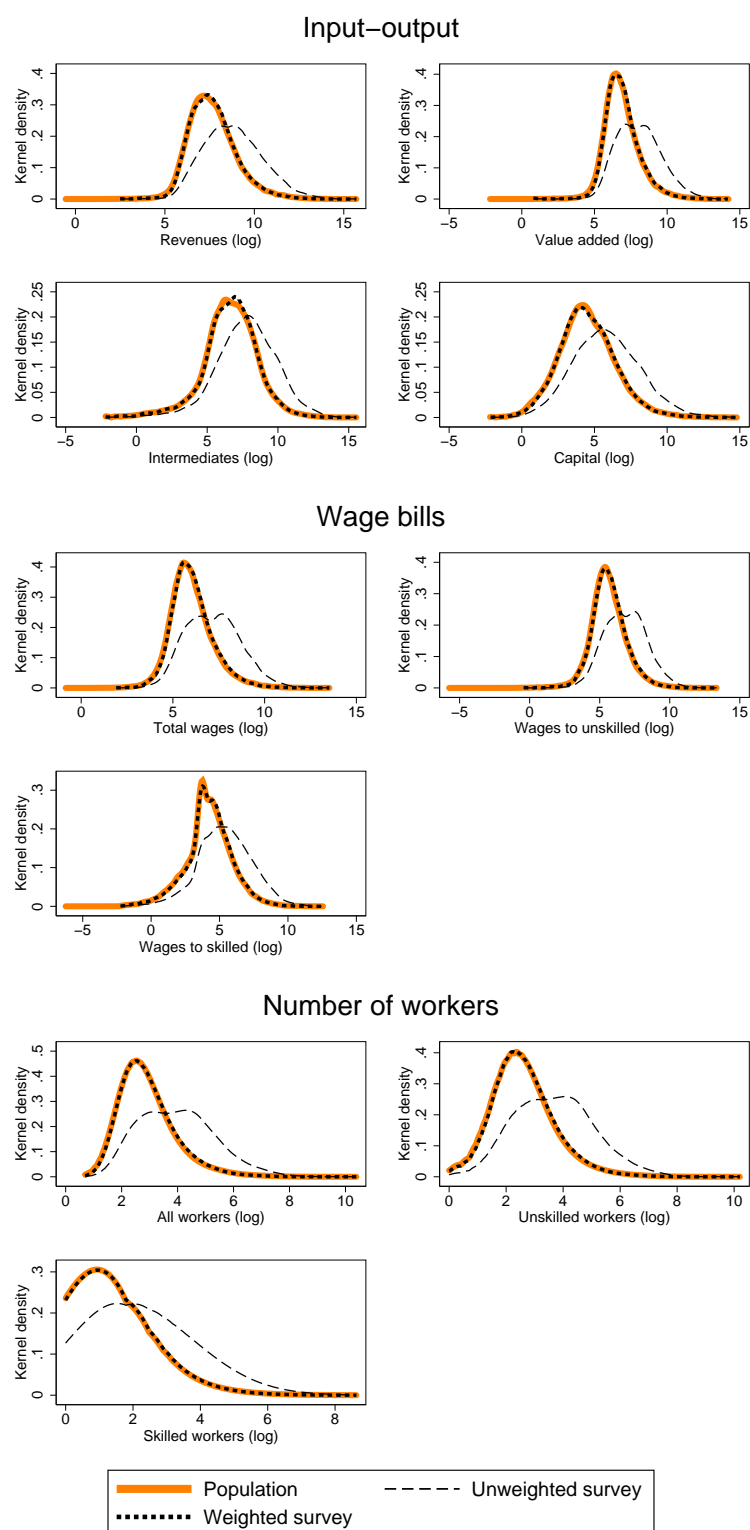 Input−output
Kernel density
0 .1 .2 .3 .4
0 5 10 15
Revenues (log)
Kernel density
0 .1 .2 .3 .4
−5 0 5 10 15
Value added (log)
Kernel density
0 .05 .1 .15 .2 .25
−5 0 5 10 15
Intermediates (log)
Kernel density
0 .05 .1 .15 .2 .25
−5 0 5 10 15
Capital (log)
Wage bills
Kernel density
0 .1 .2 .3 .4
0 5 10 15
Total wages (log)
Kernel density
0 .1 .2 .3 .4
−5 0 5 10 15
Wages to unskilled (log)
Kernel density
0 .1 .2 .3
−5 0 5 10 15
Wages to skilled (log)
Number of workers
Kernel density
0 .1 .2 .3 .4 .5
0 2 4 6 8 10
All workers (log)
Kernel density
0 .1 .2 .3 .4
0 2 4 6 8 10
Unskilled workers (log)
Kernel density
0 .1 .2 .3
0 2 4 6 8
Skilled workers (log)
Population
Unweighted survey
Weighted survey